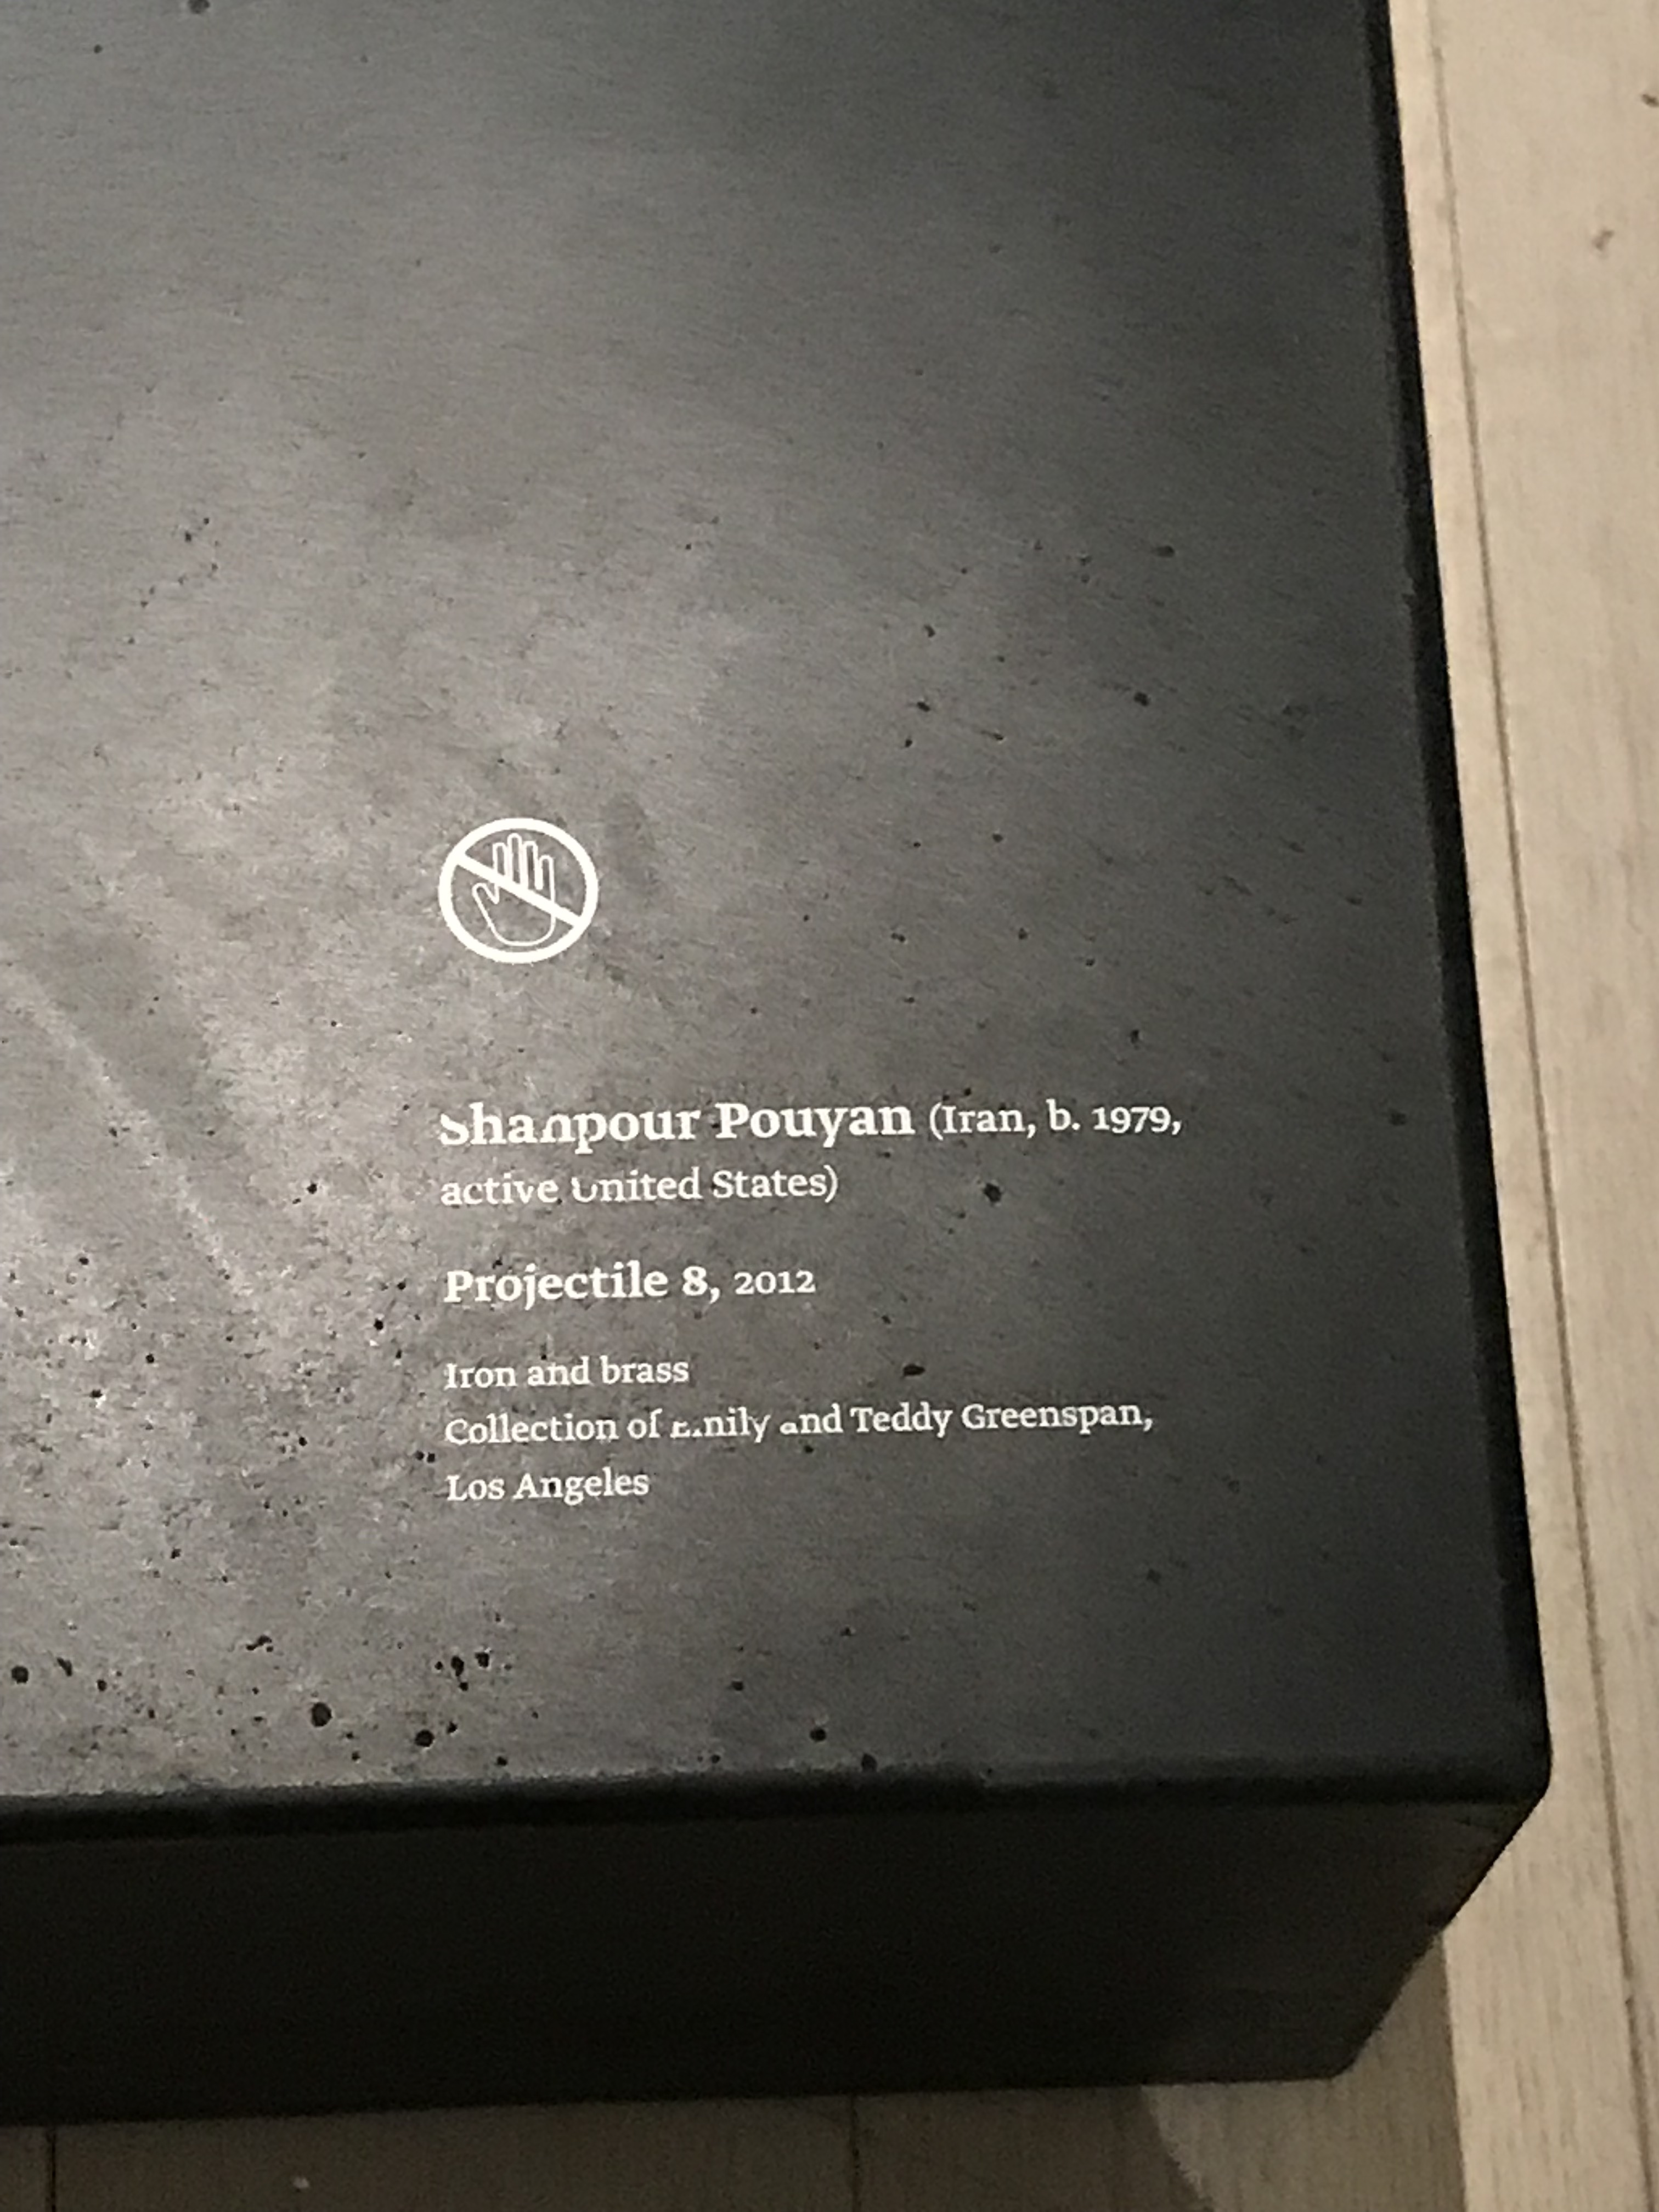 Shahpour Pouyan (Iran, b. 1979,
active United States)
Projectile 8, 2012
Iron and brass
Collection of Emily and Teddy Greenspan,
Los Angeles